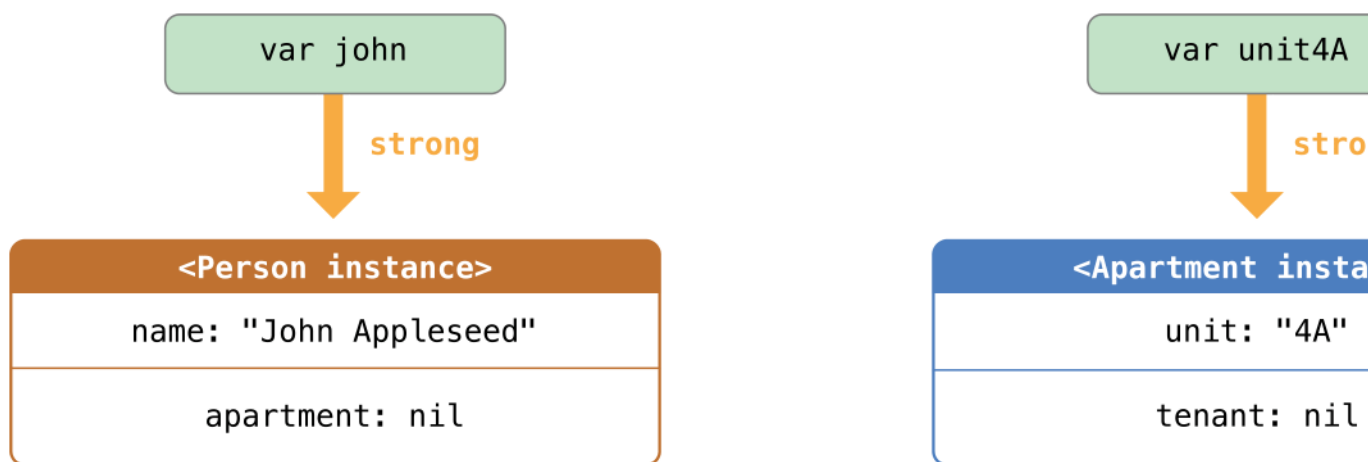 var john
var unit4A
strong
<Person instance>
name: "John Appleseed"
unit: "4A"
apartment: nil
tenant: nil